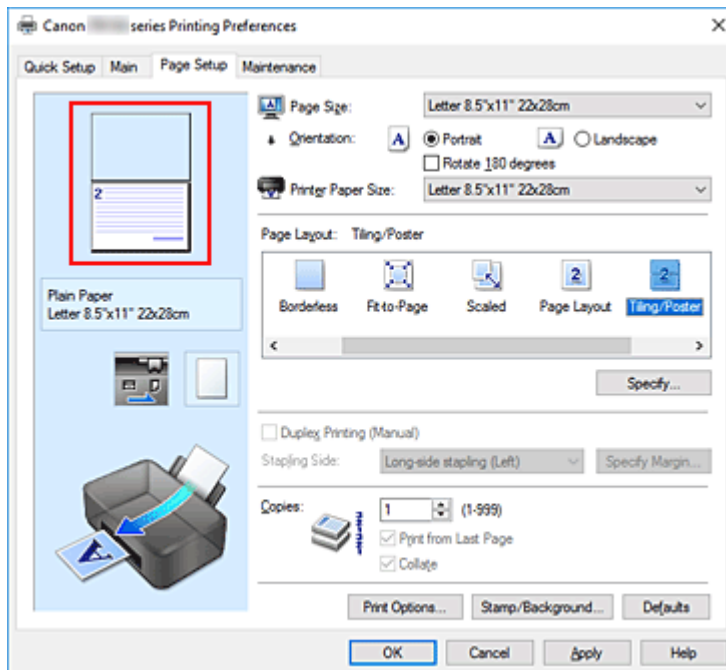 Canon series Printing Preferences
Quick Setup Main Page Setup Maintenance
2
Plain Paper
Letter 8.5"x11" 22x28cm
A
Page Size: Letter 8.5"x11" 22x28cm
Orientation: A Portrait A Landscape
Rotate 180 degrees
Printer Paper Size: Letter 8.5"x11" 22x28cm
Page Layout: Tiling/Poster
2 2
Borderless Fit-to-Page Scaled Page Layout Tiling/Poster
Specify...
Duplex Printing (Manual)
Stapling Side: Long-side stapling (Left) Specify Margin...
Copies: 1 (1-999)
Print from Last Page
Collate
Print Options... Stamp/Background... Defaults
OK Cancel Apply Help